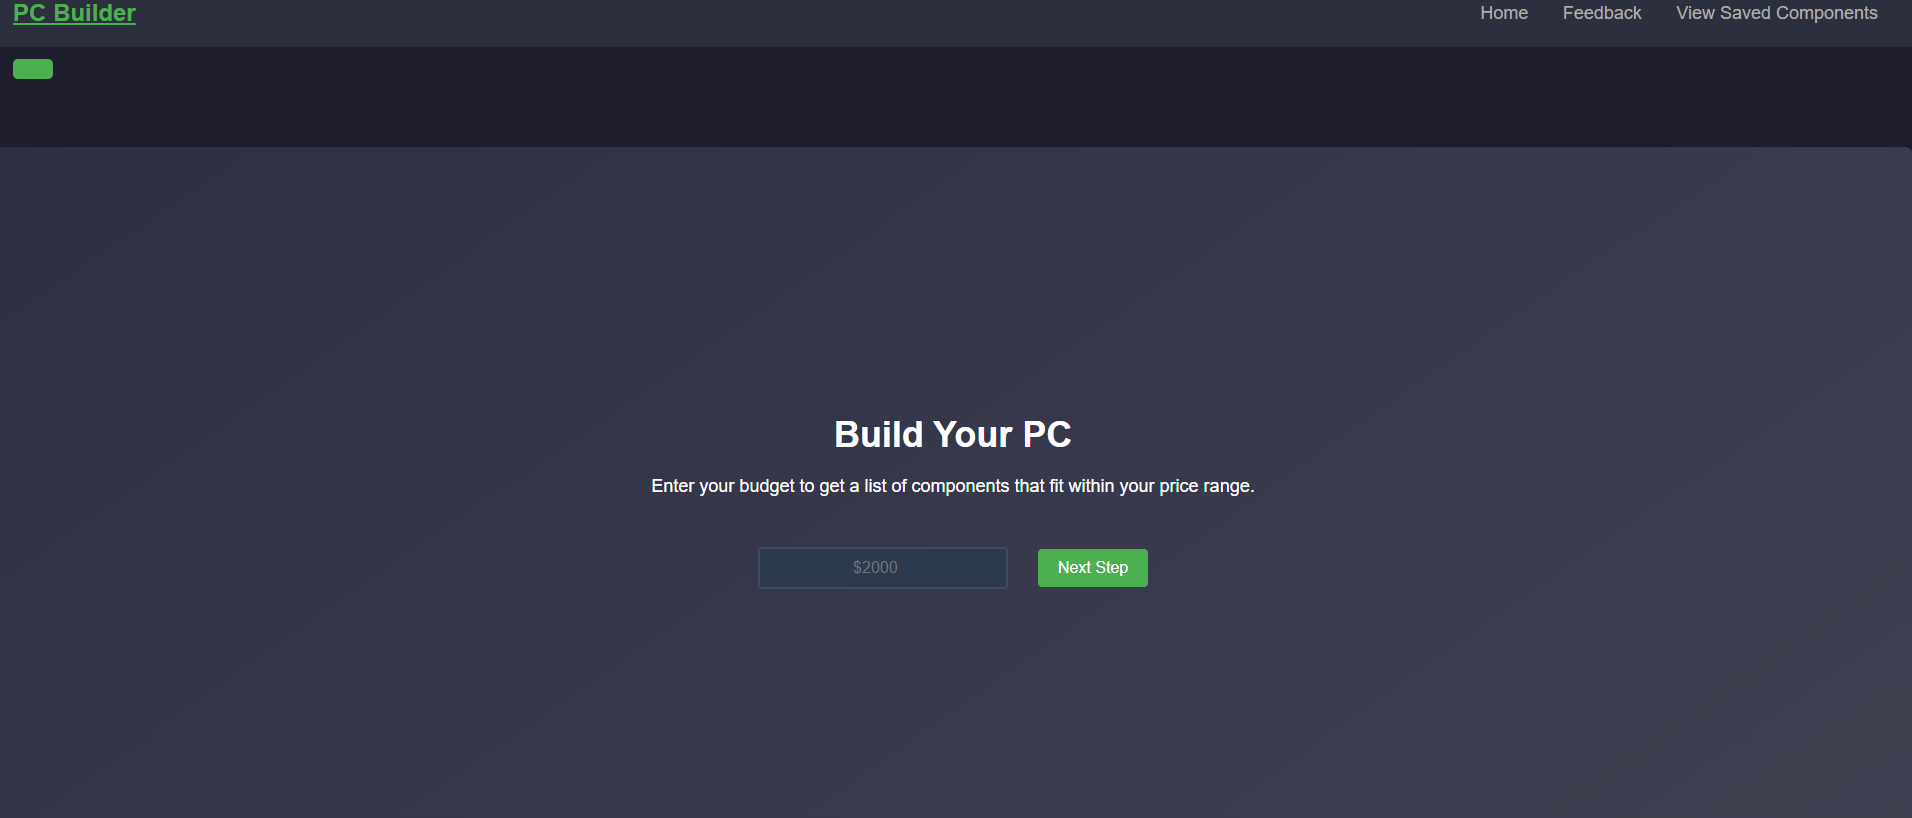 PC Builder
Home Feedback View Saved Components
Build Your PC
Enter your budget to get a list of components that fit within your price range.
$2000 Next Step